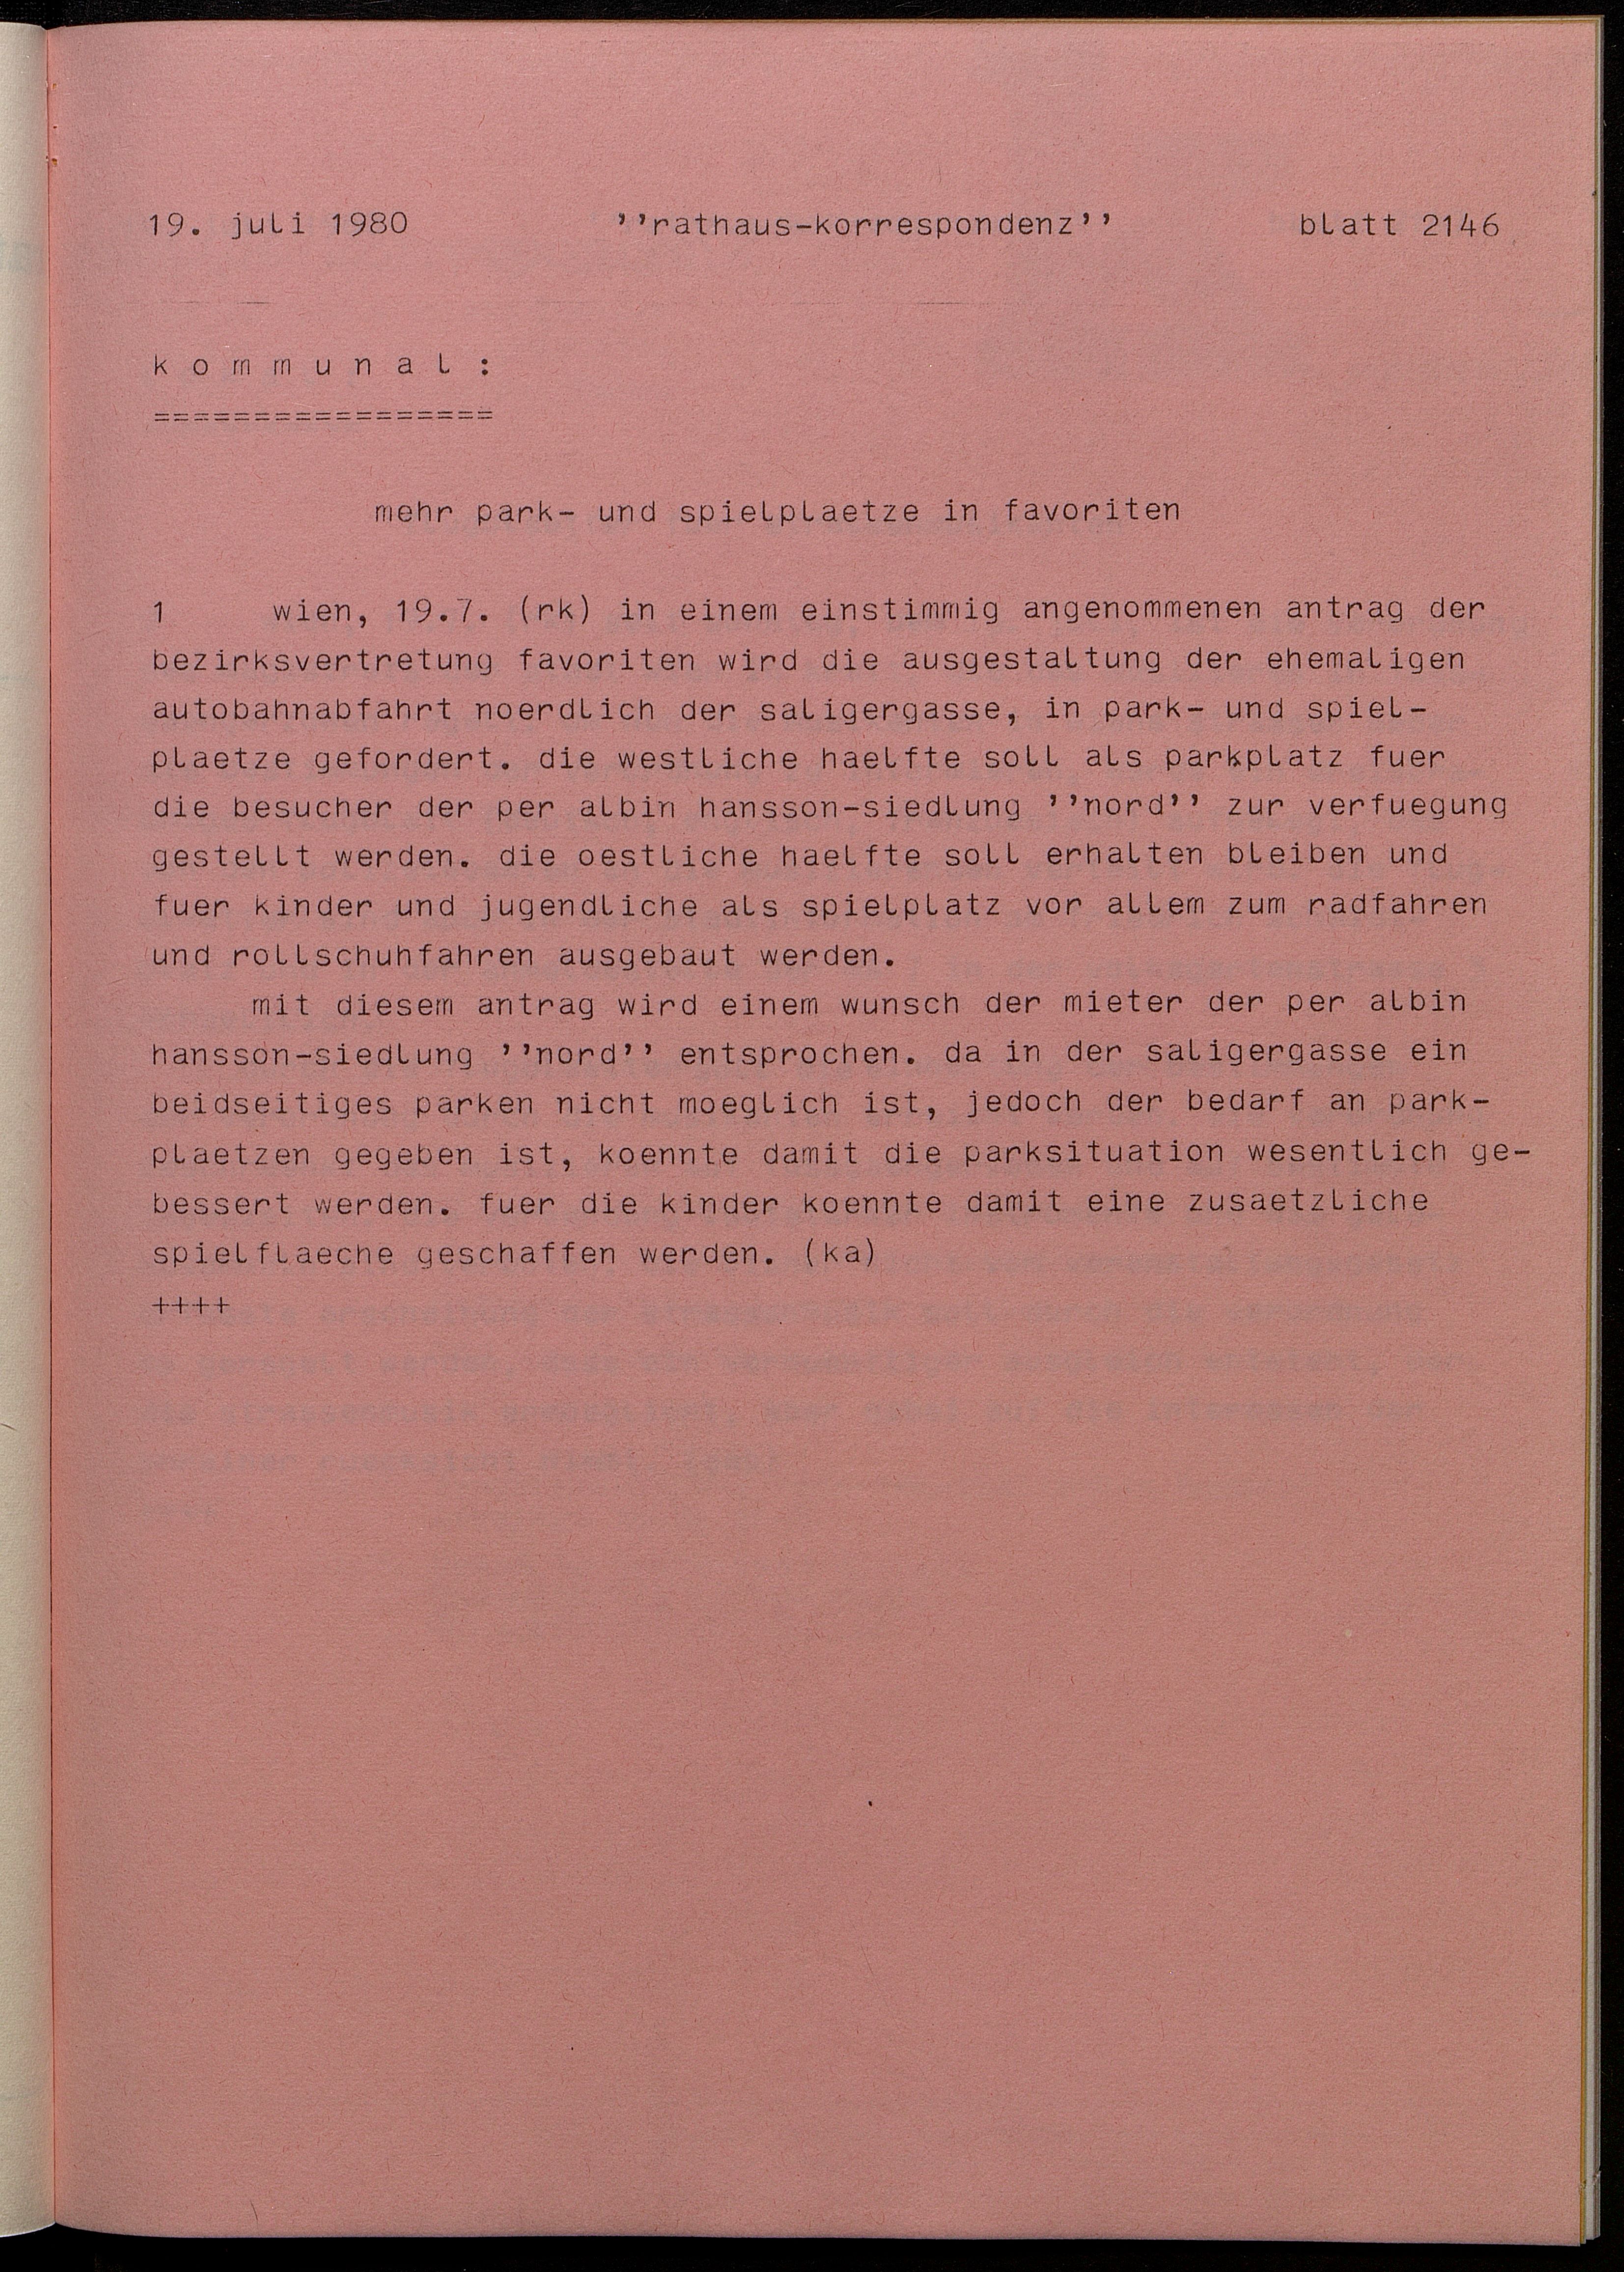 19. juli 1980 ’’rathaus-korrespondenz’’ blatt 2146
k o m m u n a l :
=================
mehr park- und spielplaetze in favoriten
1 wien, 19.7. (rk) in einem einstimmig angenommenen antrag der
bezirksvertretung favoriten wird die ausgestaltung der ehemaligen
autobahnabfahrt noerdlich der saligergasse, in park- und spiel-
plaetze gefordert. die westliche haelfte soll als parkplatz fuer
die besucher der per albin hansson-siedlung ’’nord’’ zur verfuegung
gestellt werden. die oestliche haelfte soll erhalten bleiben und
fuer kinder und jugendliche als spielplatz vor allem zum radfahren
und rollschuhfahren ausgebaut werden.
mit diesem antrag wird einem wunsch der mieter der per albin
hansson-siedlung ’’nord’’ entsprochen. da in der saligergasse ein
beidseitiges parken nicht moeglich ist, jedoch der bedarf an park-
plaetzen gegeben ist, koennte damit die parksituation wesentlich ge-
bessert werden. fuer die kinder koennte damit eine zusaetzliche
spielflaeche geschaffen werden. (ka)
++++